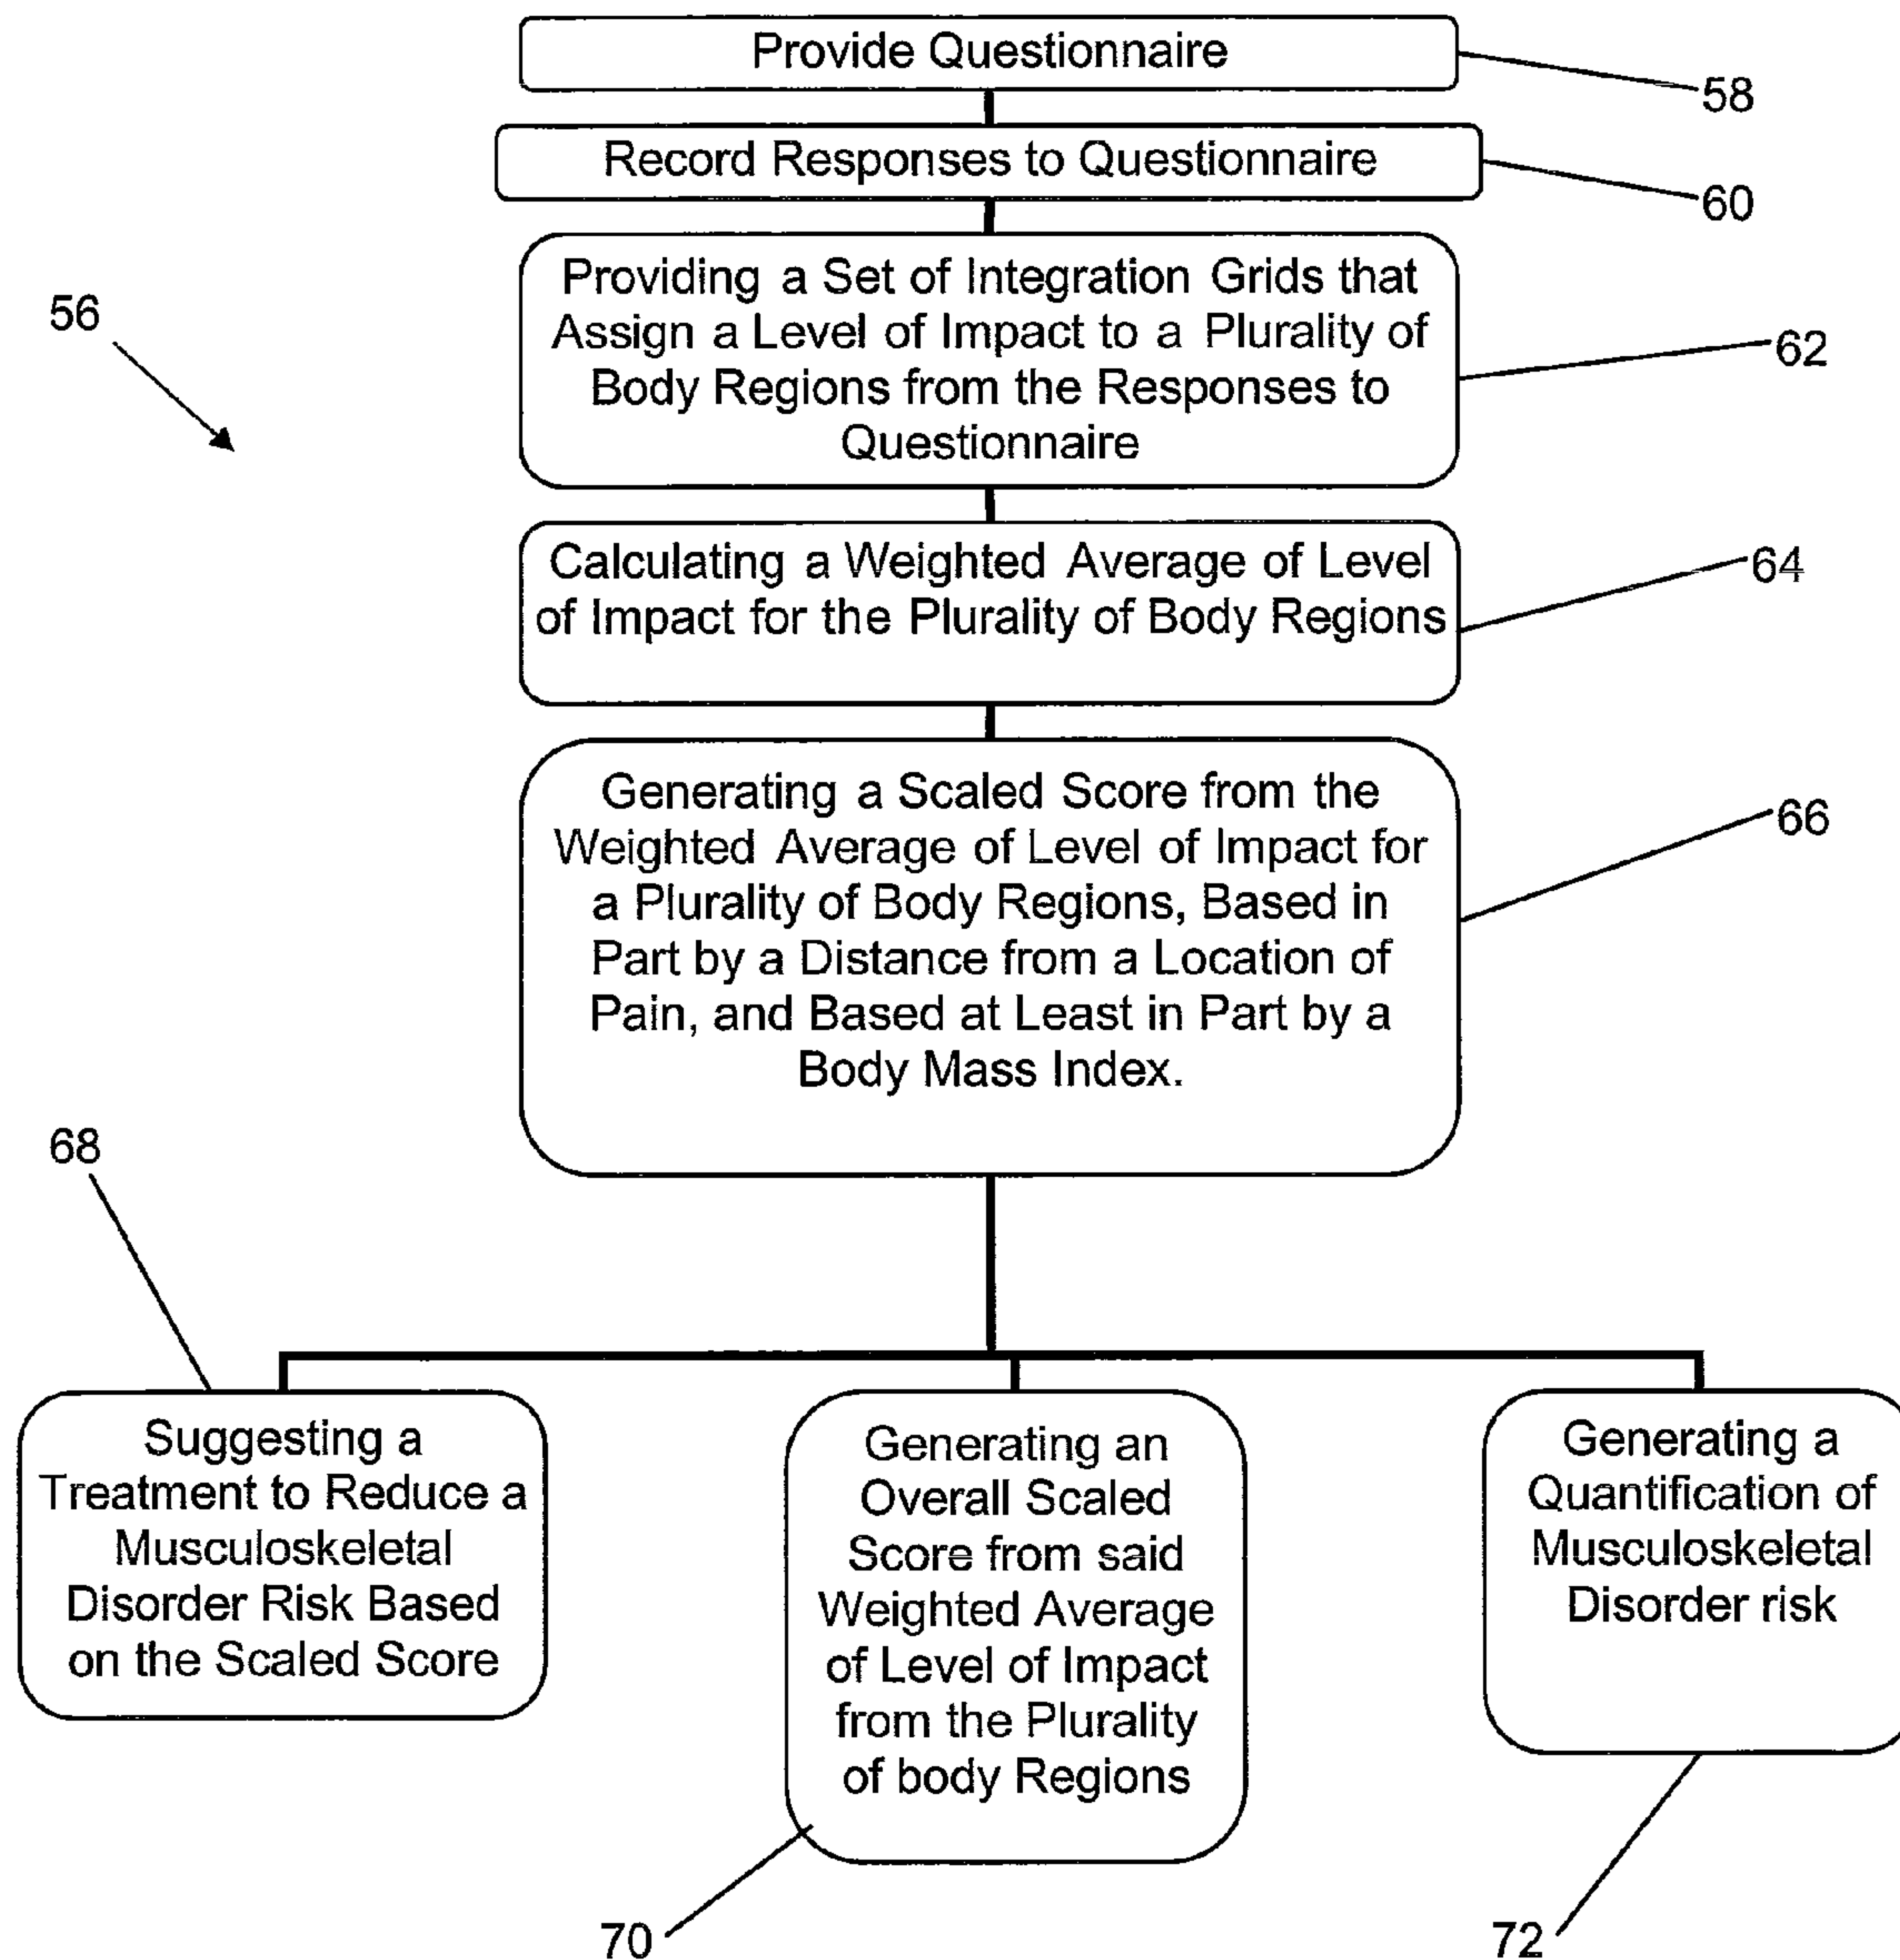 Provide Questionnaire
58
Record Responses to Questionnaire
60
Providing a Set of Integration Grids that
Assign a Level of Impact to a Plurality of
Body Regions from the Responses to
Questionnaire
56
62
Calculating a Weighted Average of Level
of Impact for the Plurality of Body Regions
64
Generating a Scaled Score from the
Weighted Average of Level of Impact for
a Plurality of Body Regions, Based in
Part by a Distance from a Location of
Pain, and Based at Least in Part by a
Body Mass Index.
66
68
Suggesting a
Treatment to Reduce a
Musculoskeletal
Disorder Risk Based
on the Scaled Score
Generating an
Overall Scaled
Score from said
Weighted Average
of Level of Impact
from the Plurality
of body Regions
Generating a
Quantification of
Musculoskeletal
Disorder risk
70
72